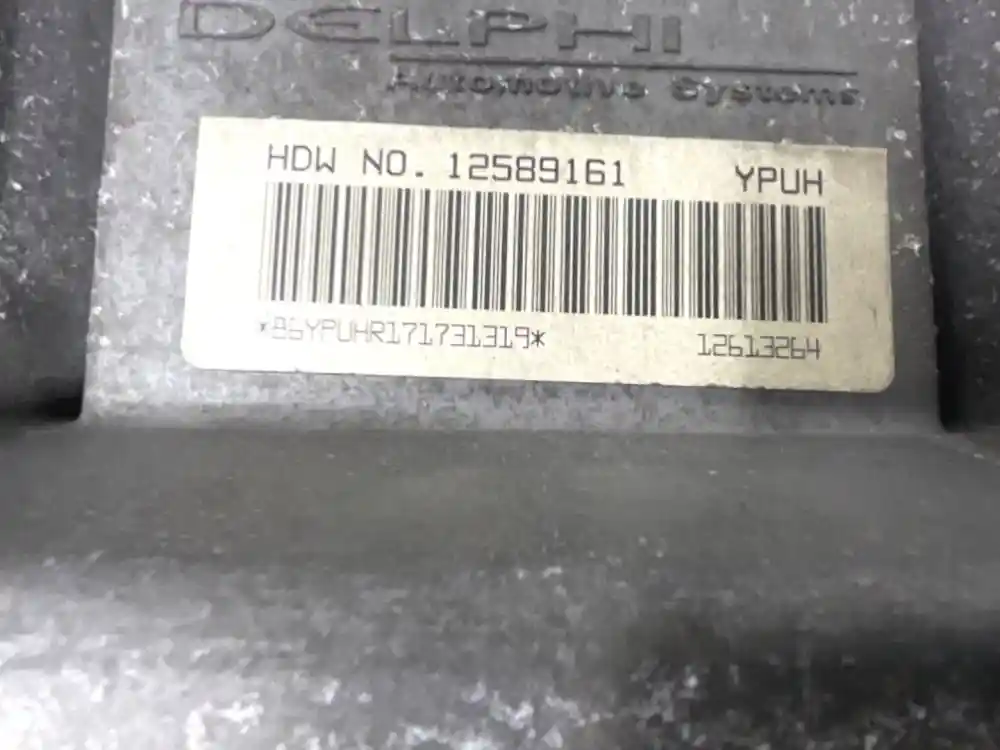 DELPHI
Automotive Systems
HDW NO. 12589161 YPUH
*86YPUHR171731319* 12613264